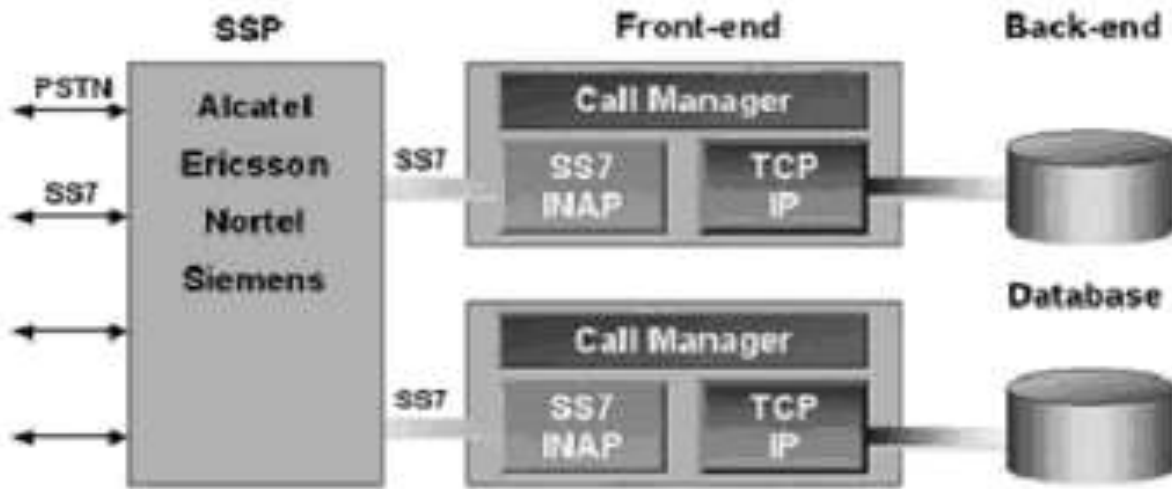 SSP
Front-end
Back-end
PSTN
SS7
Alcatel
Ericsson
Nortel
Siemens
SS7
Call Manager
SS7
INAP
TCP
IP
Database
SS7
Call Manager
SS7
INAP
TCP
IP